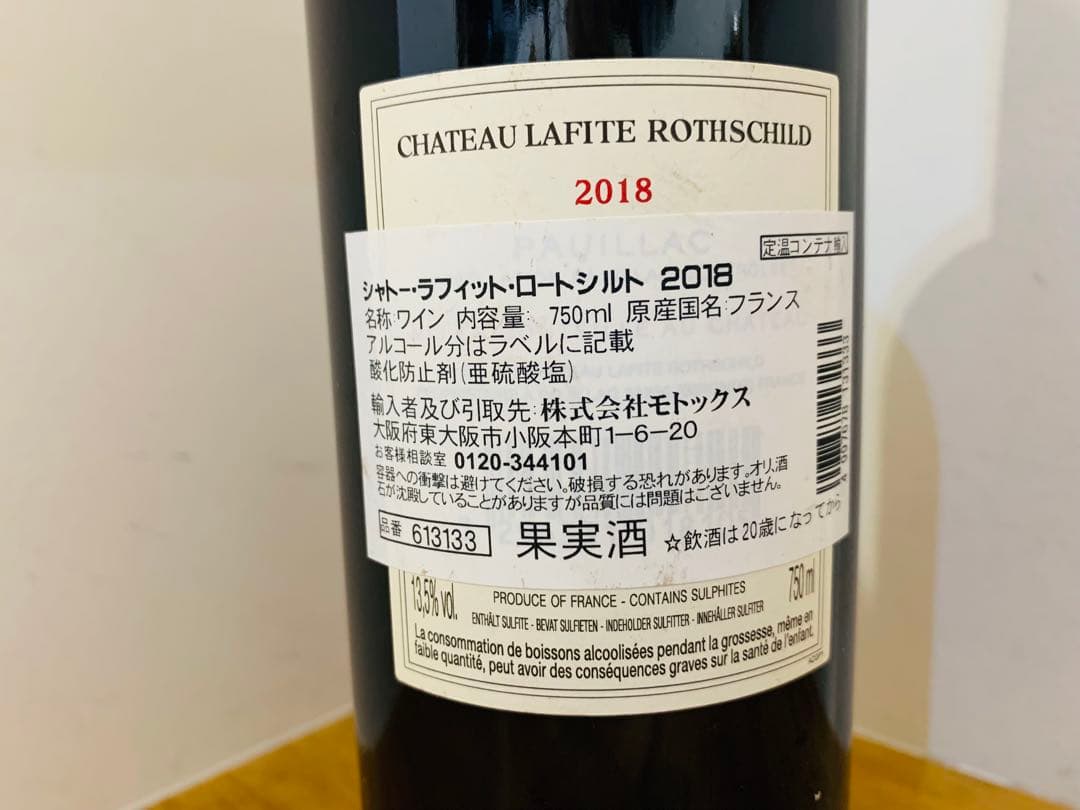 CHATEAU LAFITE ROTHSCHILD
2018
PAUILLAC
定温コンテナ輸入
シャトー・ラフィット・ロートシルト 2018
名称:ワイン 内容量: 750ml 原産国名:フランス
アルコール分はラベルに記載
酸化防止剤(亜硫酸塩)
輸入者及び引取先:株式会社モトックス
大阪府東大阪市小阪本町1-6-20
お客様相談室 0120-344101
容器への衝撃は避けてください。破損する恐れがあります。オリ、酒
石が沈殿していることがありますが品質には問題はございません。
品番 613133 果実酒 ☆飲酒は20歳になってから
13,5% vol. PRODUCE OF FRANCE - CONTAINS SULPHITES 750 ml
ENTHÄLT SULFITE - BEVAT SULFIETEN - INDEHOLDER SULFITTER - INNEHÅLLER SULFITER
La consommation de boissons alcoolisées pendant la grossesse, même en
faible quantité, peut avoir des conséquences graves sur la santé de l'enfant.